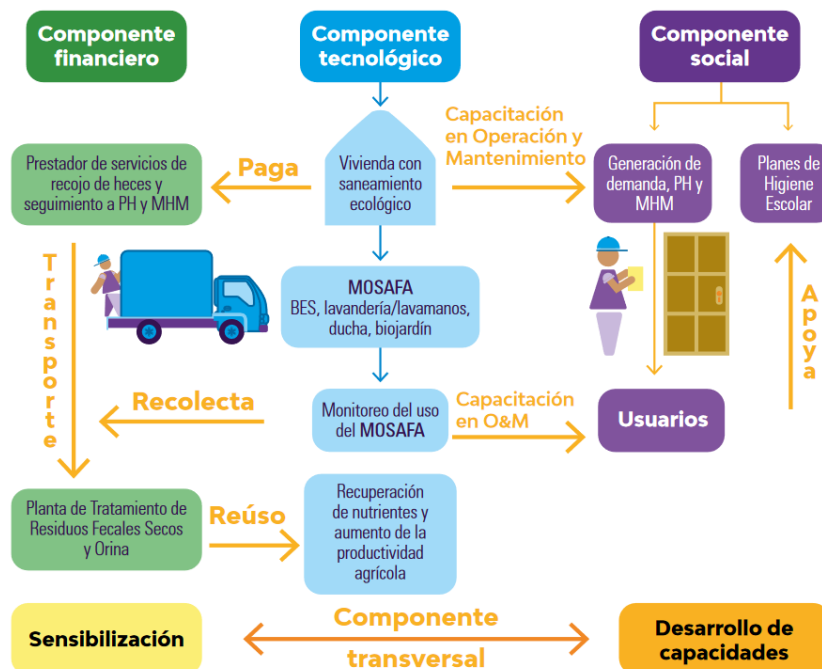 Componente
financiero
Componente
tecnológico
Componente
social
Prestador de servicios de
recojo de heces y
seguimiento a PH y MHM
Paga
Vivienda con
saneamiento
ecológico
Capacitación
en Operación y
Mantenimiento
Generación de
demanda, PH y
MHM
Planes de
Higiene
Escolar
Transporte
MOSAFA
BES, lavandería/lavamanos,
ducha, biojardín
Apoya
Recolecta
Monitoreo del uso
del MOSAFA
Capacitación
en O&M
Usuarios
Planta de Tratamiento de
Residuos Fecales Secos
y Orina
Reúso
Recuperación
de nutrientes y
aumento de la
productividad
agrícola
Sensibilización
Componente
transversal
Desarrollo de
capacidades